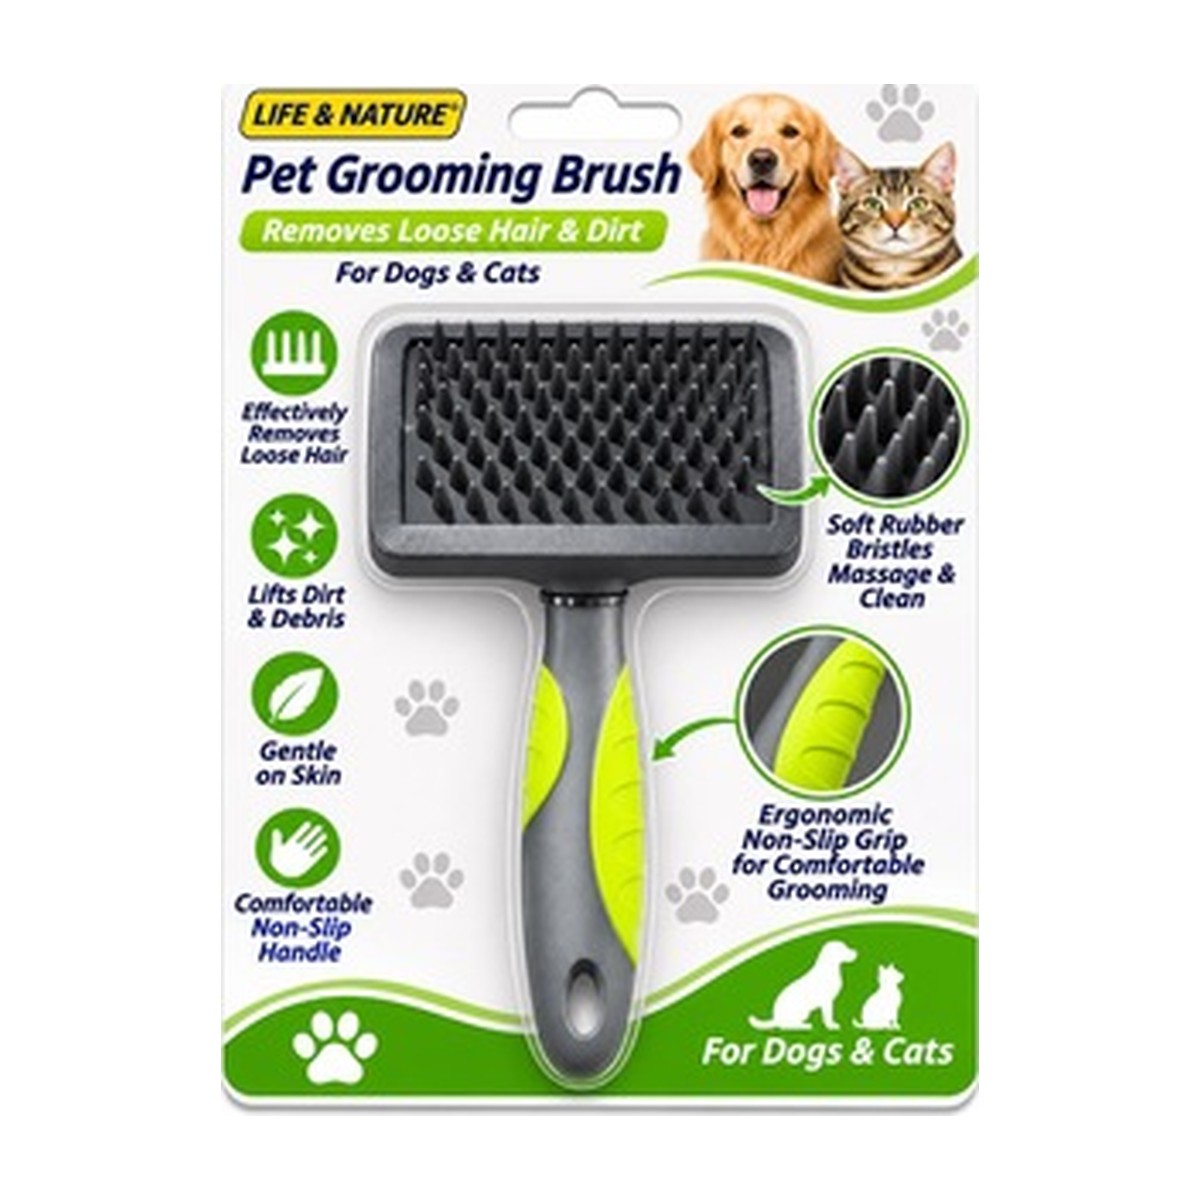 LIFE & NATURE®
Pet Grooming Brush
Removes Loose Hair & Dirt
For Dogs & Cats
Effectively
Removes
Loose Hair
Lifts Dirt
& Debris
Gentle
on Skin
Comfortable
Non-Slip
Handle
Soft Rubber
Bristles
Massage &
Clean
Ergonomic
Non-Slip Grip
for Comfortable
Grooming
For Dogs & Cats